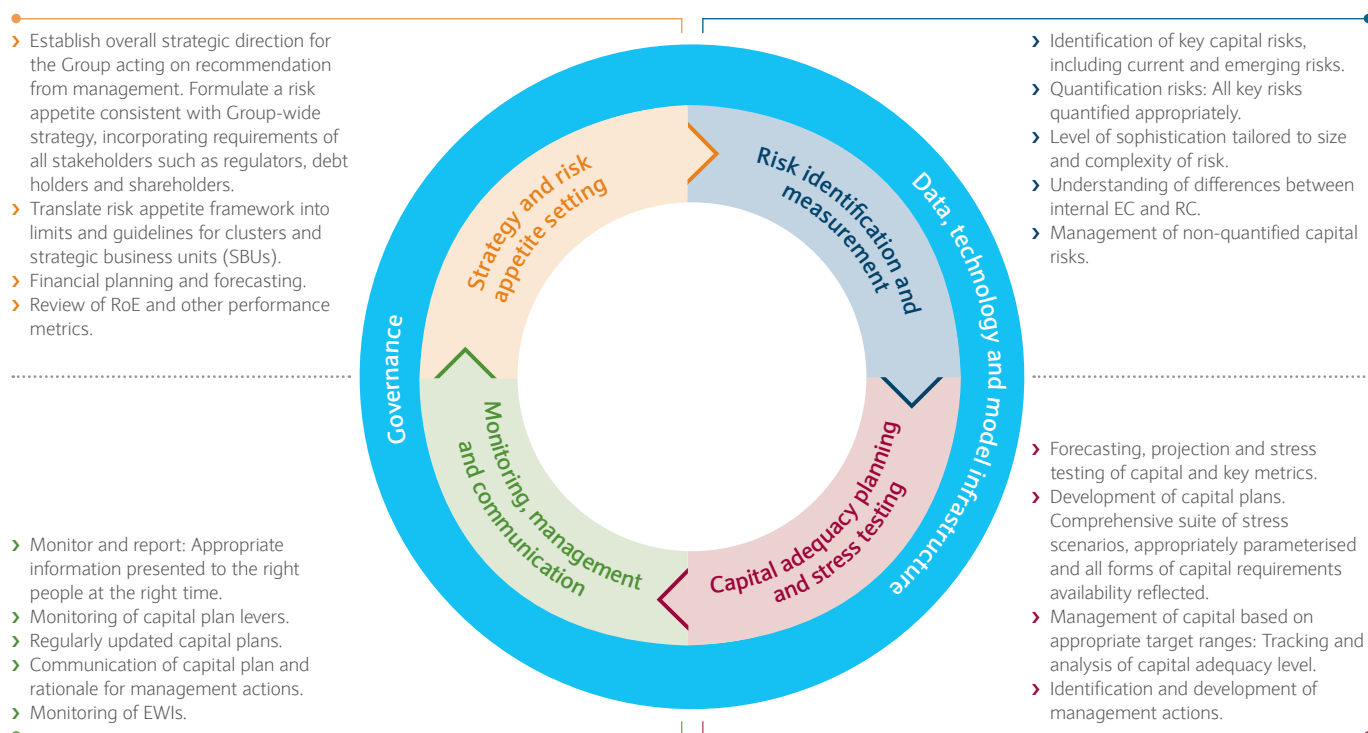 › Establish overall strategic direction for
the Group acting on recommendation
from management. Formulate a risk
appetite consistent with Group-wide
strategy, incorporating requirements of
all stakeholders such as regulators, debt
holders and shareholders.
› Translate risk appetite framework into
limits and guidelines for clusters and
strategic business units (SBUs).
› Financial planning and forecasting.
› Review of RoE and other performance
metrics.
› Identification of key capital risks,
including current and emerging risks.
› Quantification risks: All key risks
quantified appropriately.
› Level of sophistication tailored to size
and complexity of risk.
› Understanding of differences between
internal EC and RC.
› Management of non-quantified capital
risks.
Strategy and risk
appetite setting
Risk identification and
measurement
Governance
Data, technology and model infrastructure
Monitoring, management
and communication
Capital adequacy planning
and stress testing
› Monitor and report: Appropriate
information presented to the right
people at the right time.
› Monitoring of capital plan levers.
› Regularly updated capital plans.
› Communication of capital plan and
rationale for management actions.
› Monitoring of EWIs.
› Forecasting, projection and stress
testing of capital and key metrics.
› Development of capital plans.
Comprehensive suite of stress
scenarios, appropriately parameterised
and all forms of capital requirements
availability reflected.
› Management of capital based on
appropriate target ranges: Tracking and
analysis of capital adequacy level.
› Identification and development of
management actions.